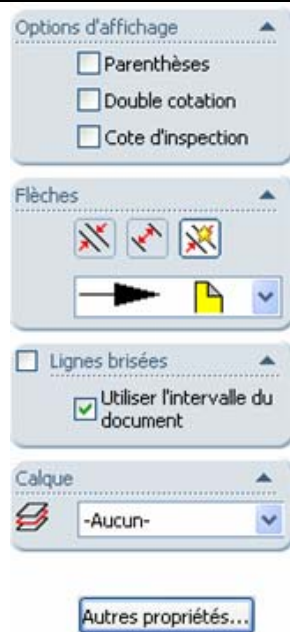 Options d'affichage
Parenthèses
Double cotation
Cote d'inspection
Flèches
Lignes brisées
Utiliser l'intervalle du
document
Calque
-Aucun-
Autres propriétés...